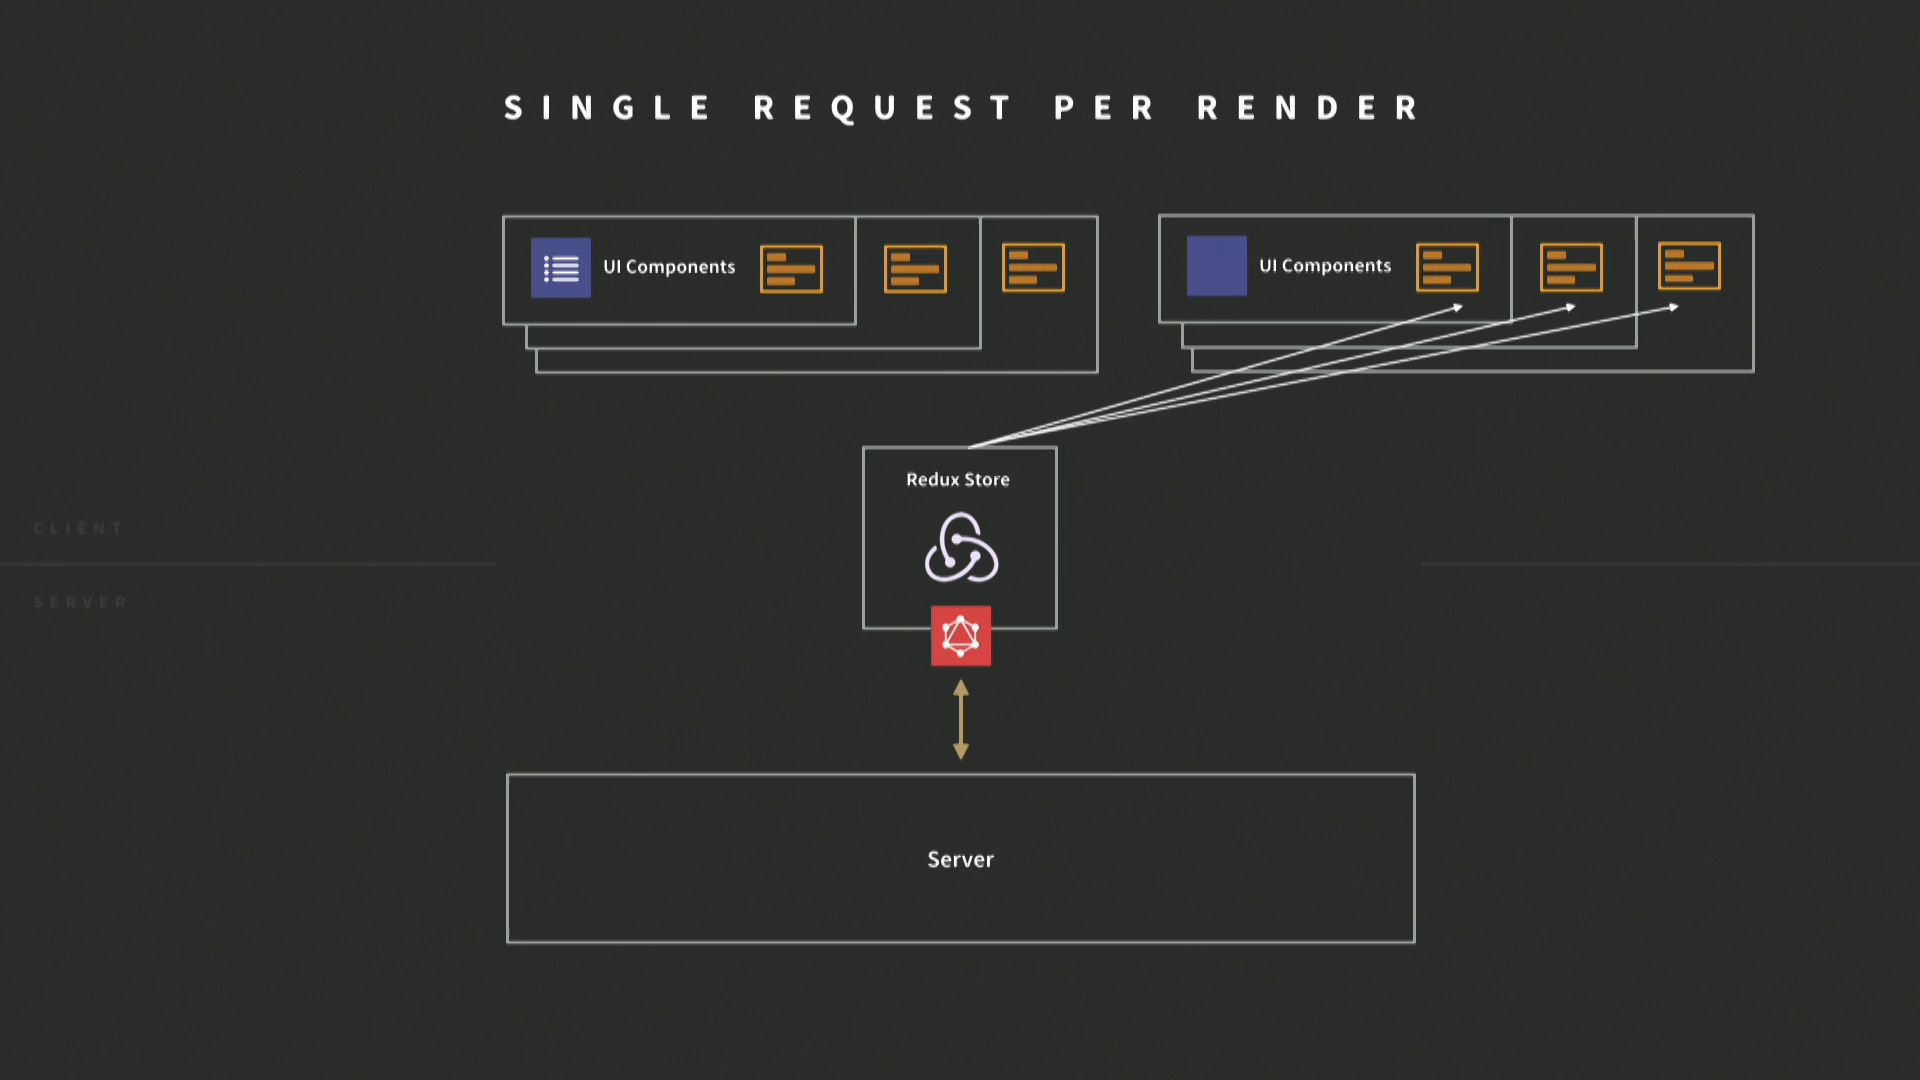 SINGLE REQUEST PER RENDER
UI Components
UI Components
Redux Store
CLIENT
SERVER
Server